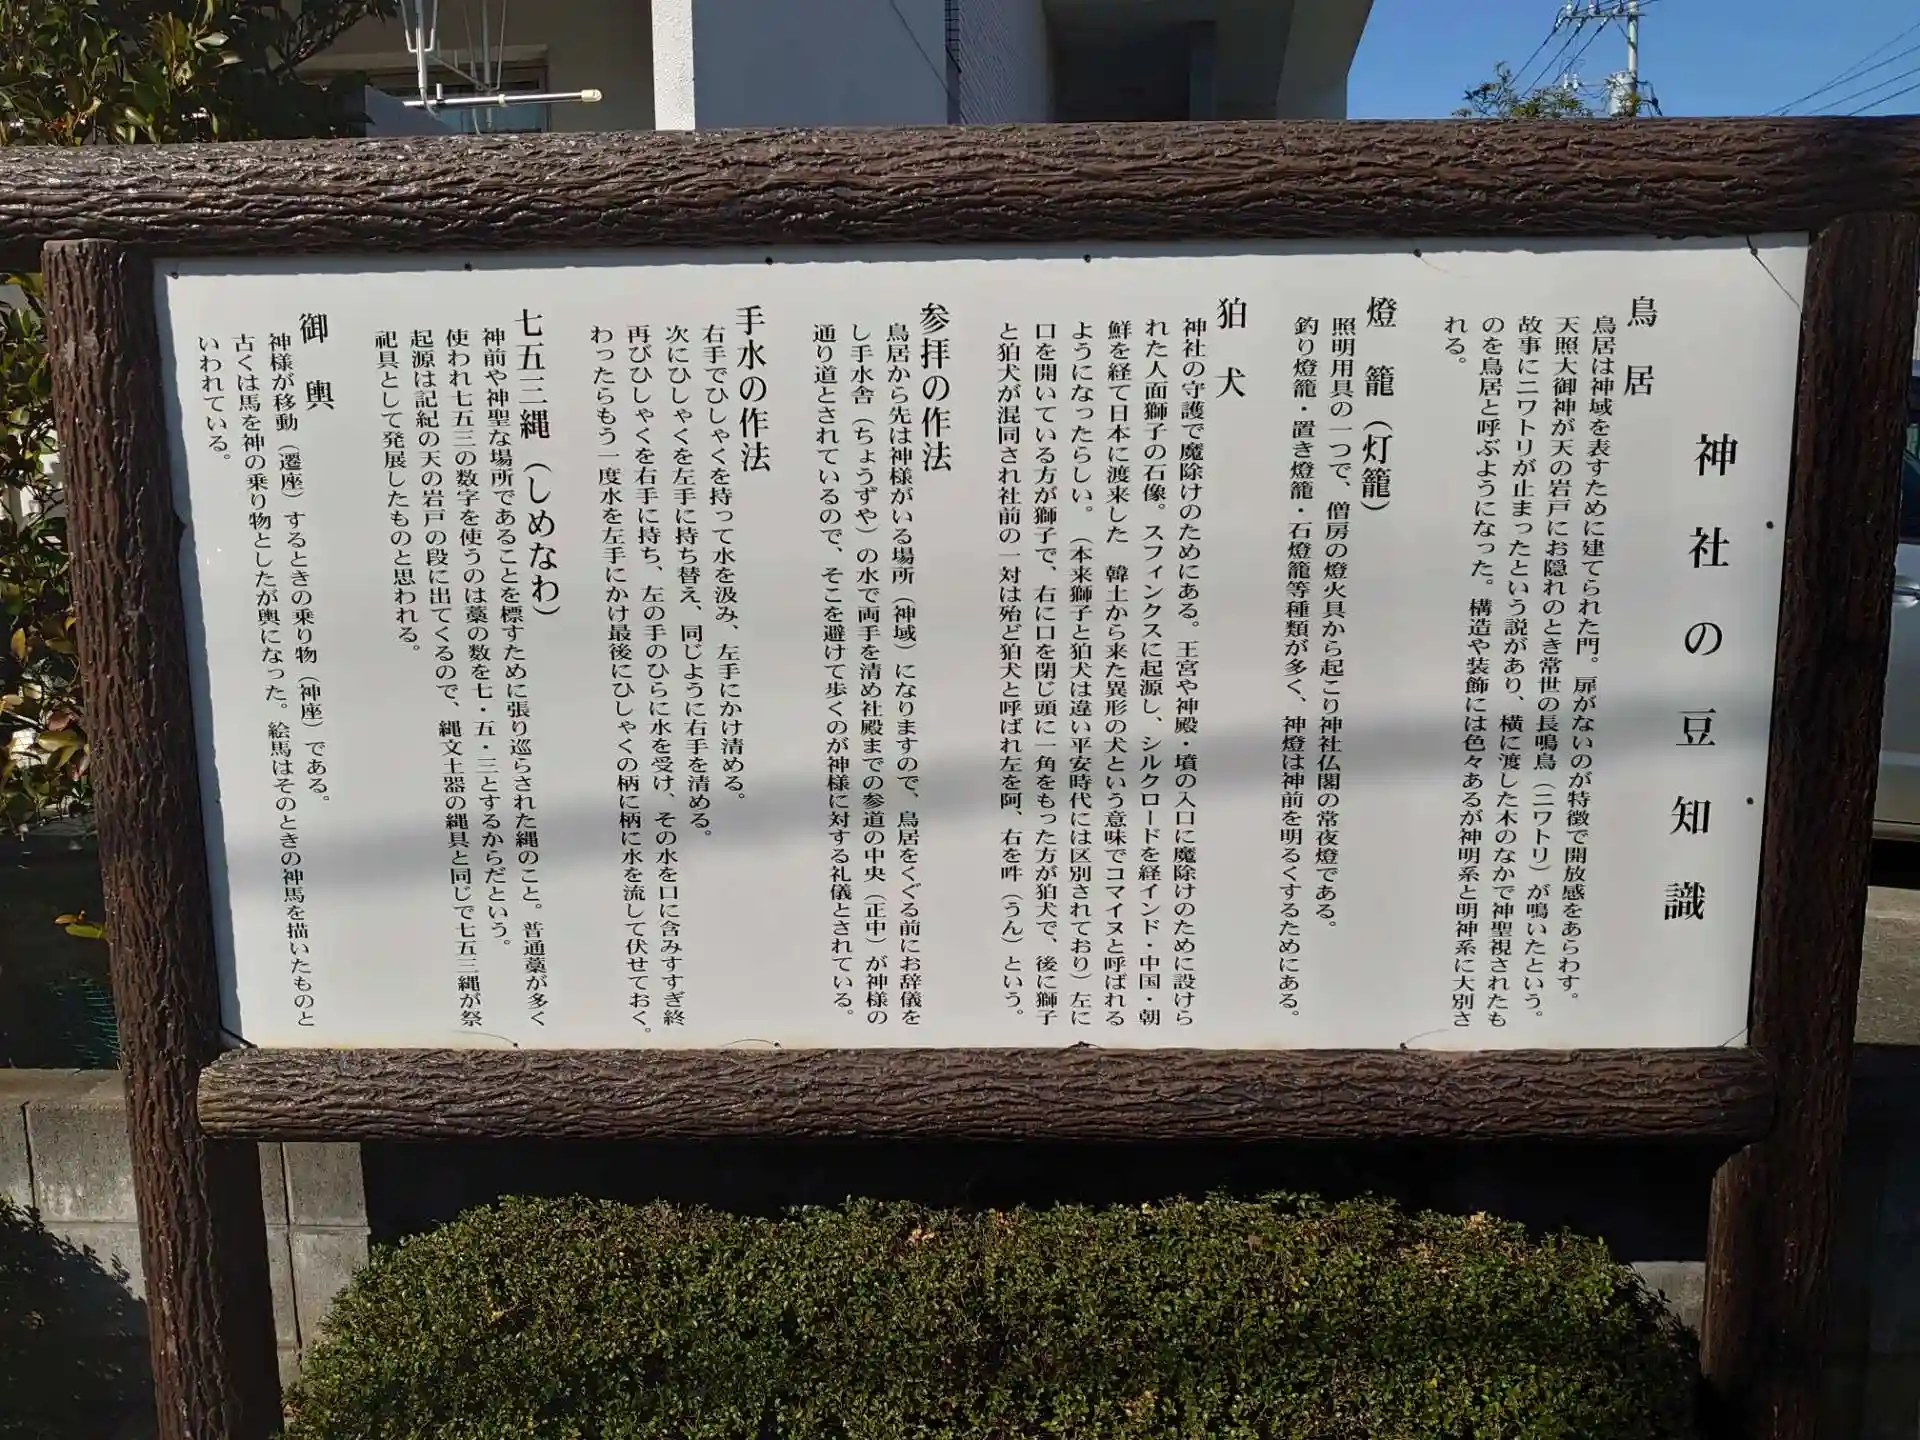 神社の豆知識
鳥居
鳥居は神域を表すために建てられた門。扉がないのが特徴で開放感をあらわす。
天照大御神が天の岩戸にお隠れのとき常世の長鳴鳥（ニワトリ）が鳴いたという。
故事にニワトリが止まったという説があり、横に渡した木のなかで神聖視されたも
のを鳥居と呼ぶようになった。構造や装飾には色々あるが神明系と明神系に大別さ
れる。
燈籠（灯籠）
照明用具の一つで、僧房の燈火具から起こり神社仏閣の常夜燈である。
釣り燈籠・置き燈籠・石燈籠等種類が多く、神燈は神前を明るくするためにある。
狛犬
神社の守護で魔除けのためにある。王宮や神殿・墳の入口に魔除けのために設けら
れた人面獅子の石像。スフィンクスに起源し、シルクロードを経インド・中国・朝
鮮を経て日本に渡来した　韓土から来た異形の犬という意味でコマイヌと呼ばれる
ようになったらしい。（本来獅子と狛犬は違い平安時代には区別されており）左に
口を開いている方が獅子で、右に口を閉じ頭に一角をもった方が狛犬で、後に獅子
と狛犬が混同され社前の一対は殆ど狛犬と呼ばれ左を阿、右を吽（うん）という。
参拝の作法
鳥居から先は神様がいる場所（神域）になりますので、鳥居をくぐる前にお辞儀を
し手水舎（ちょうずや）の水で両手を清め社殿までの参道の中央（正中）が神様の
通り道とされているので、そこを避けて歩くのが神様に対する礼儀とされている。
手水の作法
右手でひしゃくを持って水を汲み、左手にかけ清める。
次にひしゃくを左手に持ち替え、同じように右手を清める。
再びひしゃくを右手に持ち、左の手のひらに水を受け、その水を口に含みすすぎ終
わったらもう一度水を左手にかけ最後にひしゃくの柄に柄に水を流して伏せておく。
七五三縄（しめなわ）
神前や神聖な場所であることを標すために張り巡らされた縄のこと。普通藁が多く
使われ七五三の数字を使うのは藁の数を七・五・三とするからだという。
起源は記紀の天の岩戸の段に出てくるので、縄文土器の縄具と同じで七五三縄が祭
祀具として発展したものと思われる。
御輿
神様が移動（遷座）するときの乗り物（神座）である。
古くは馬を神の乗り物としたが輿になった。絵馬はそのときの神馬を描いたものと
いわれている。